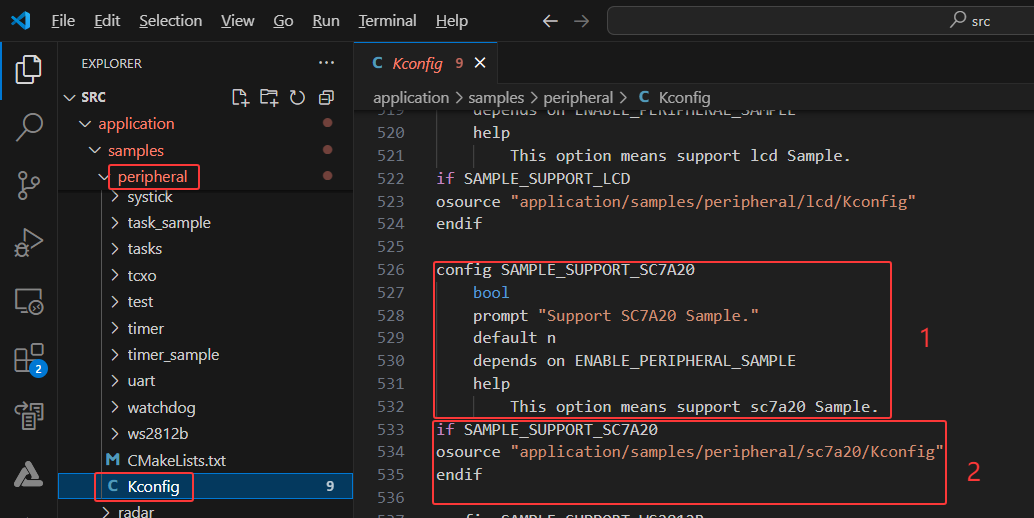 File Edit Selection View Go Run Terminal Help
src
EXPLORER
SRC
application
samples
peripheral
systick
task_sample
tasks
tcxo
test
timer
timer_sample
uart
watchdog
ws2812b
CMakeLists.txt
Kconfig 9
radar
2
Kconfig 9
application > samples > peripheral > Kconfig
519 depends on ENABLE_PERIPHERAL_SAMPLE
520 help
521 This option means support lcd Sample.
522 if SAMPLE_SUPPORT_LCD
523 osource "application/samples/peripheral/lcd/Kconfig"
524 endif
525
526 config SAMPLE_SUPPORT_SC7A20
527 bool
528 prompt "Support SC7A20 Sample."
529 default n
530 depends on ENABLE_PERIPHERAL_SAMPLE
531 help
532 This option means support sc7a20 Sample.
533 if SAMPLE_SUPPORT_SC7A20
534 osource "application/samples/peripheral/sc7a20/Kconfig"
535 endif
536
1
2